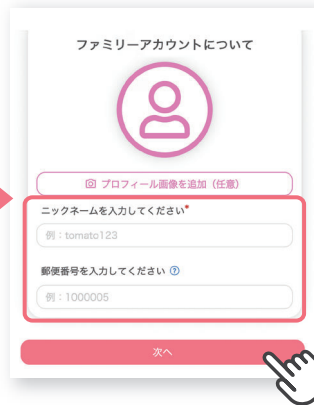 ファミリーアカウントについて
プロフィール画像を追加（任意）
ニックネームを入力してください*
例：tomato123
郵便番号を入力してください ?
例：1000005
次へ